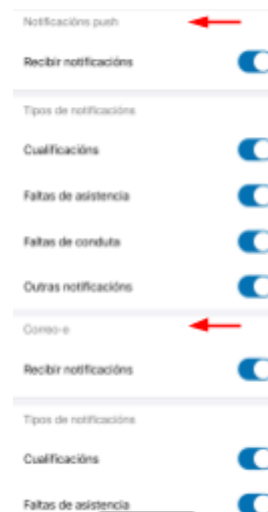 Notificacións push
Recibir notificacións
Tipos de notificacións
Cualificacións
Faltas de asistencia
Faltas de conduta
Outras notificacións
Correo-e
Recibir notificacións
Tipos de notificacións
Cualificacións
Faltas de asistencia